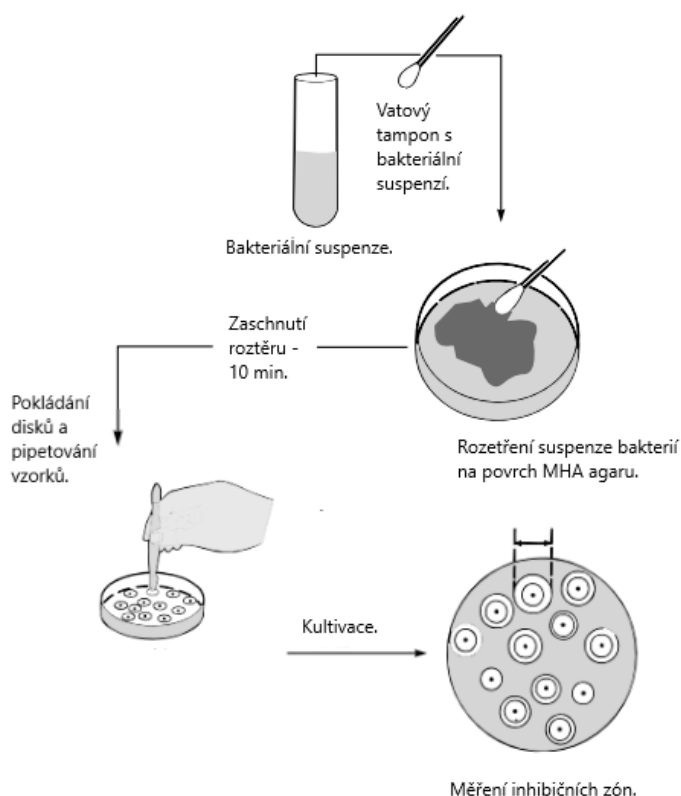 Vatový
tampon s
bakteriální
suspenzí.
Bakteriální suspenze.
Zaschnutí
roztěru -
10 min.
Rozetření suspenze bakterií
na povrch MHA agaru.
Pokládání
disků a
pipetování
vzorků.
Kultivace.
Měření inhibičních zón.